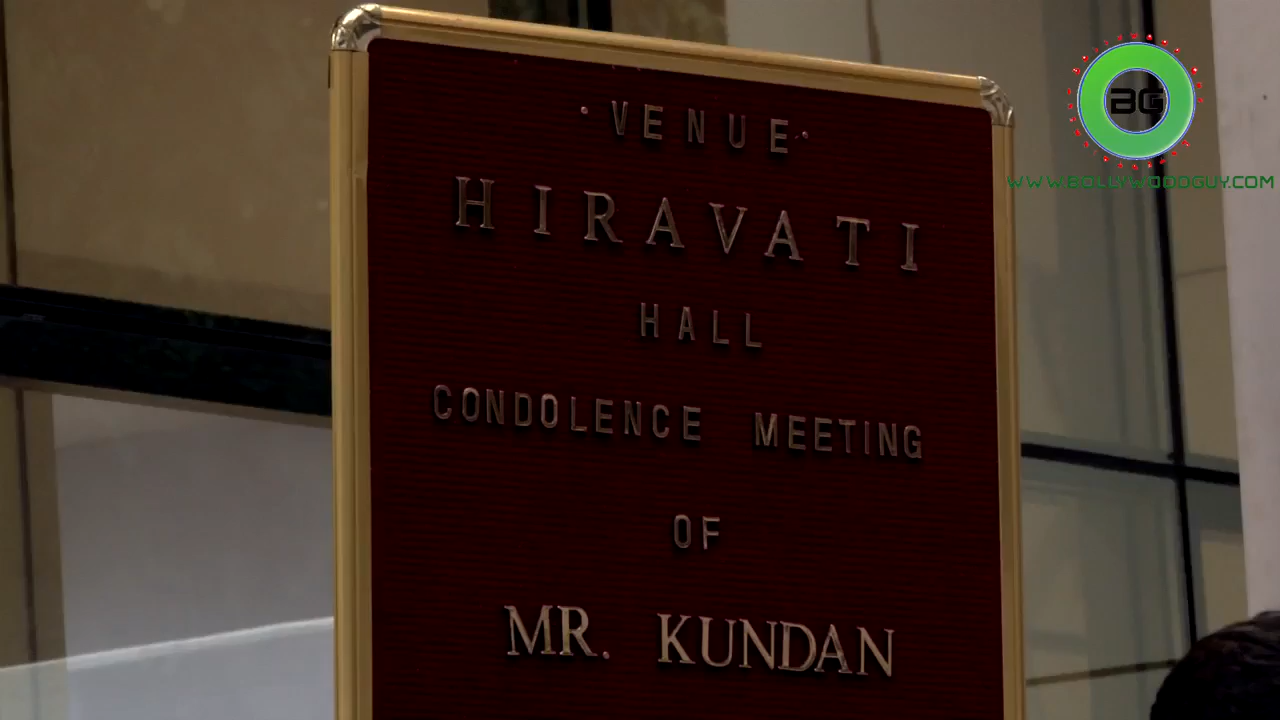 · VENUE ·
HIRAVATI
HALL
CONDOLENCE MEETING
OF
MR. KUNDAN
BG
WWW.BOLLYWOODGUY.COM